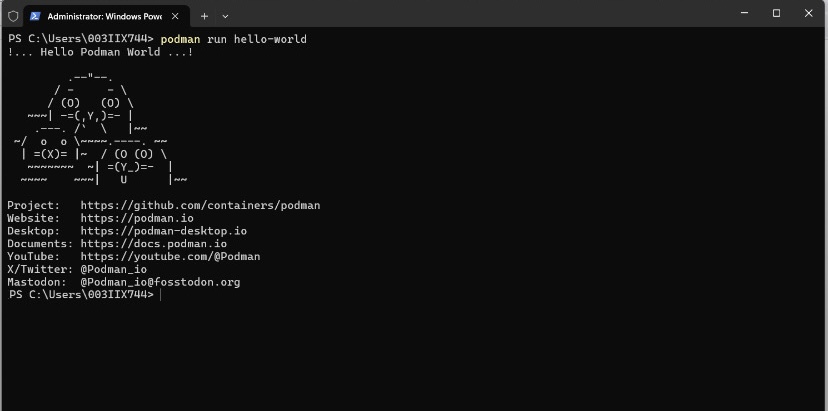 Administrator: Windows Powe
PS C:\Users\003IIX744> podman run hello-world
!... Hello Podman World ...!

         .--"--.
       / -     - \
      / (O)   (O) \
   ~~~| -=(,Y,)=- |
    .---. /`  \   |~~
 ~/  o  o \~~~~.----. ~~
  | =(X)= |~  / (O (O) \
   ~~~~~~~  ~| =(Y_)=-  |
  ~~~~    ~~~|   U      |~~

Project:   https://github.com/containers/podman
Website:   https://podman.io
Desktop:   https://podman-desktop.io
Documents: https://docs.podman.io
YouTube:   https://youtube.com/@Podman
X/Twitter: @Podman_io
Mastodon:  @Podman_io@fosstodon.org
PS C:\Users\003IIX744>